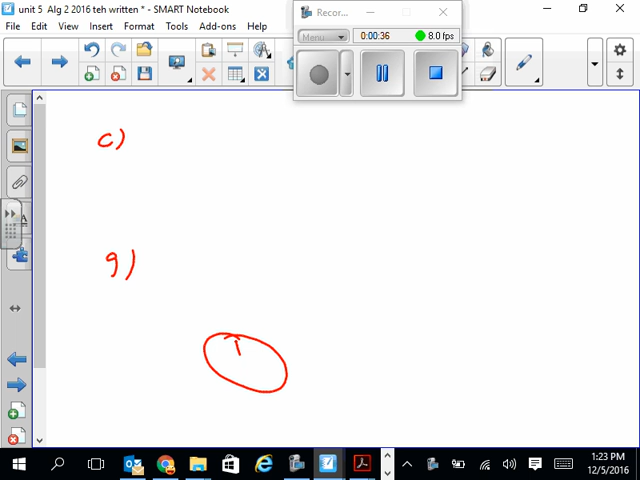 unit 5 Alg 2 2016 teh written * - SMART Notebook
Recor...
File Edit View Insert Format Tools Add-ons Help
Menu 0:00:36 8.0 fps
A
c)
9)
1:23 PM
12/5/2016